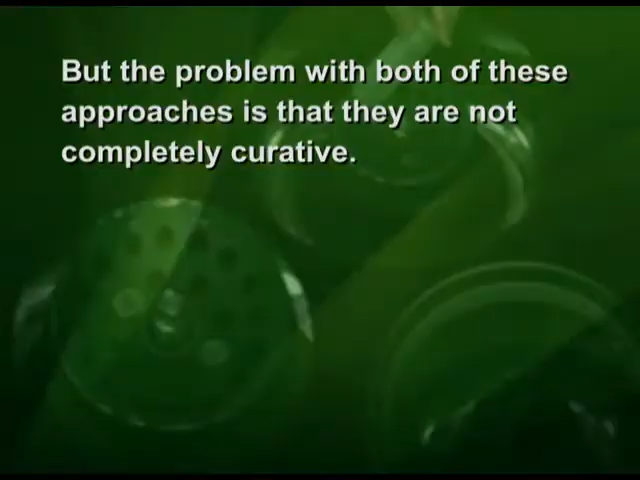 But the problem with both of these
approaches is that they are not
completely curative.